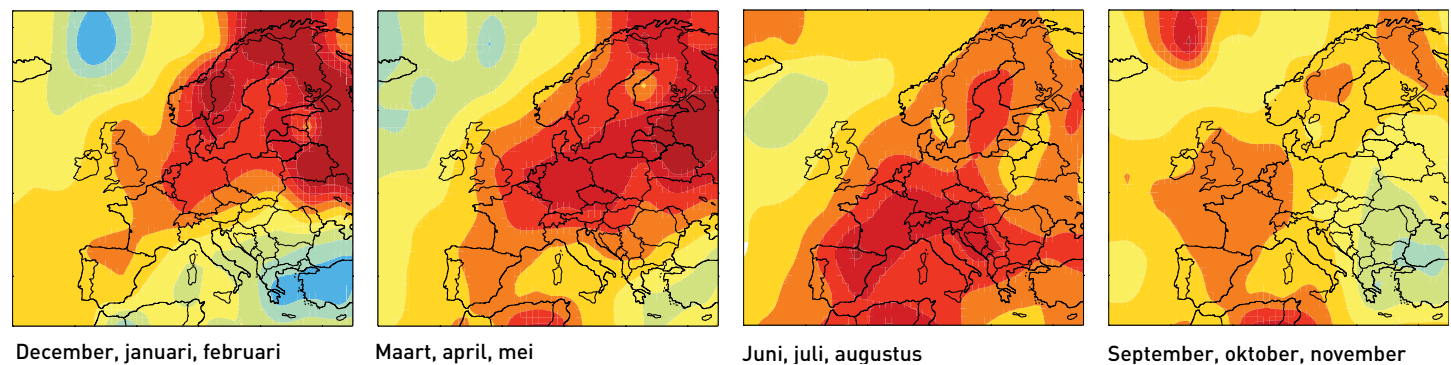 December, januari, februari
Maart, april, mei
Juni, juli, augustus
September, oktober, november